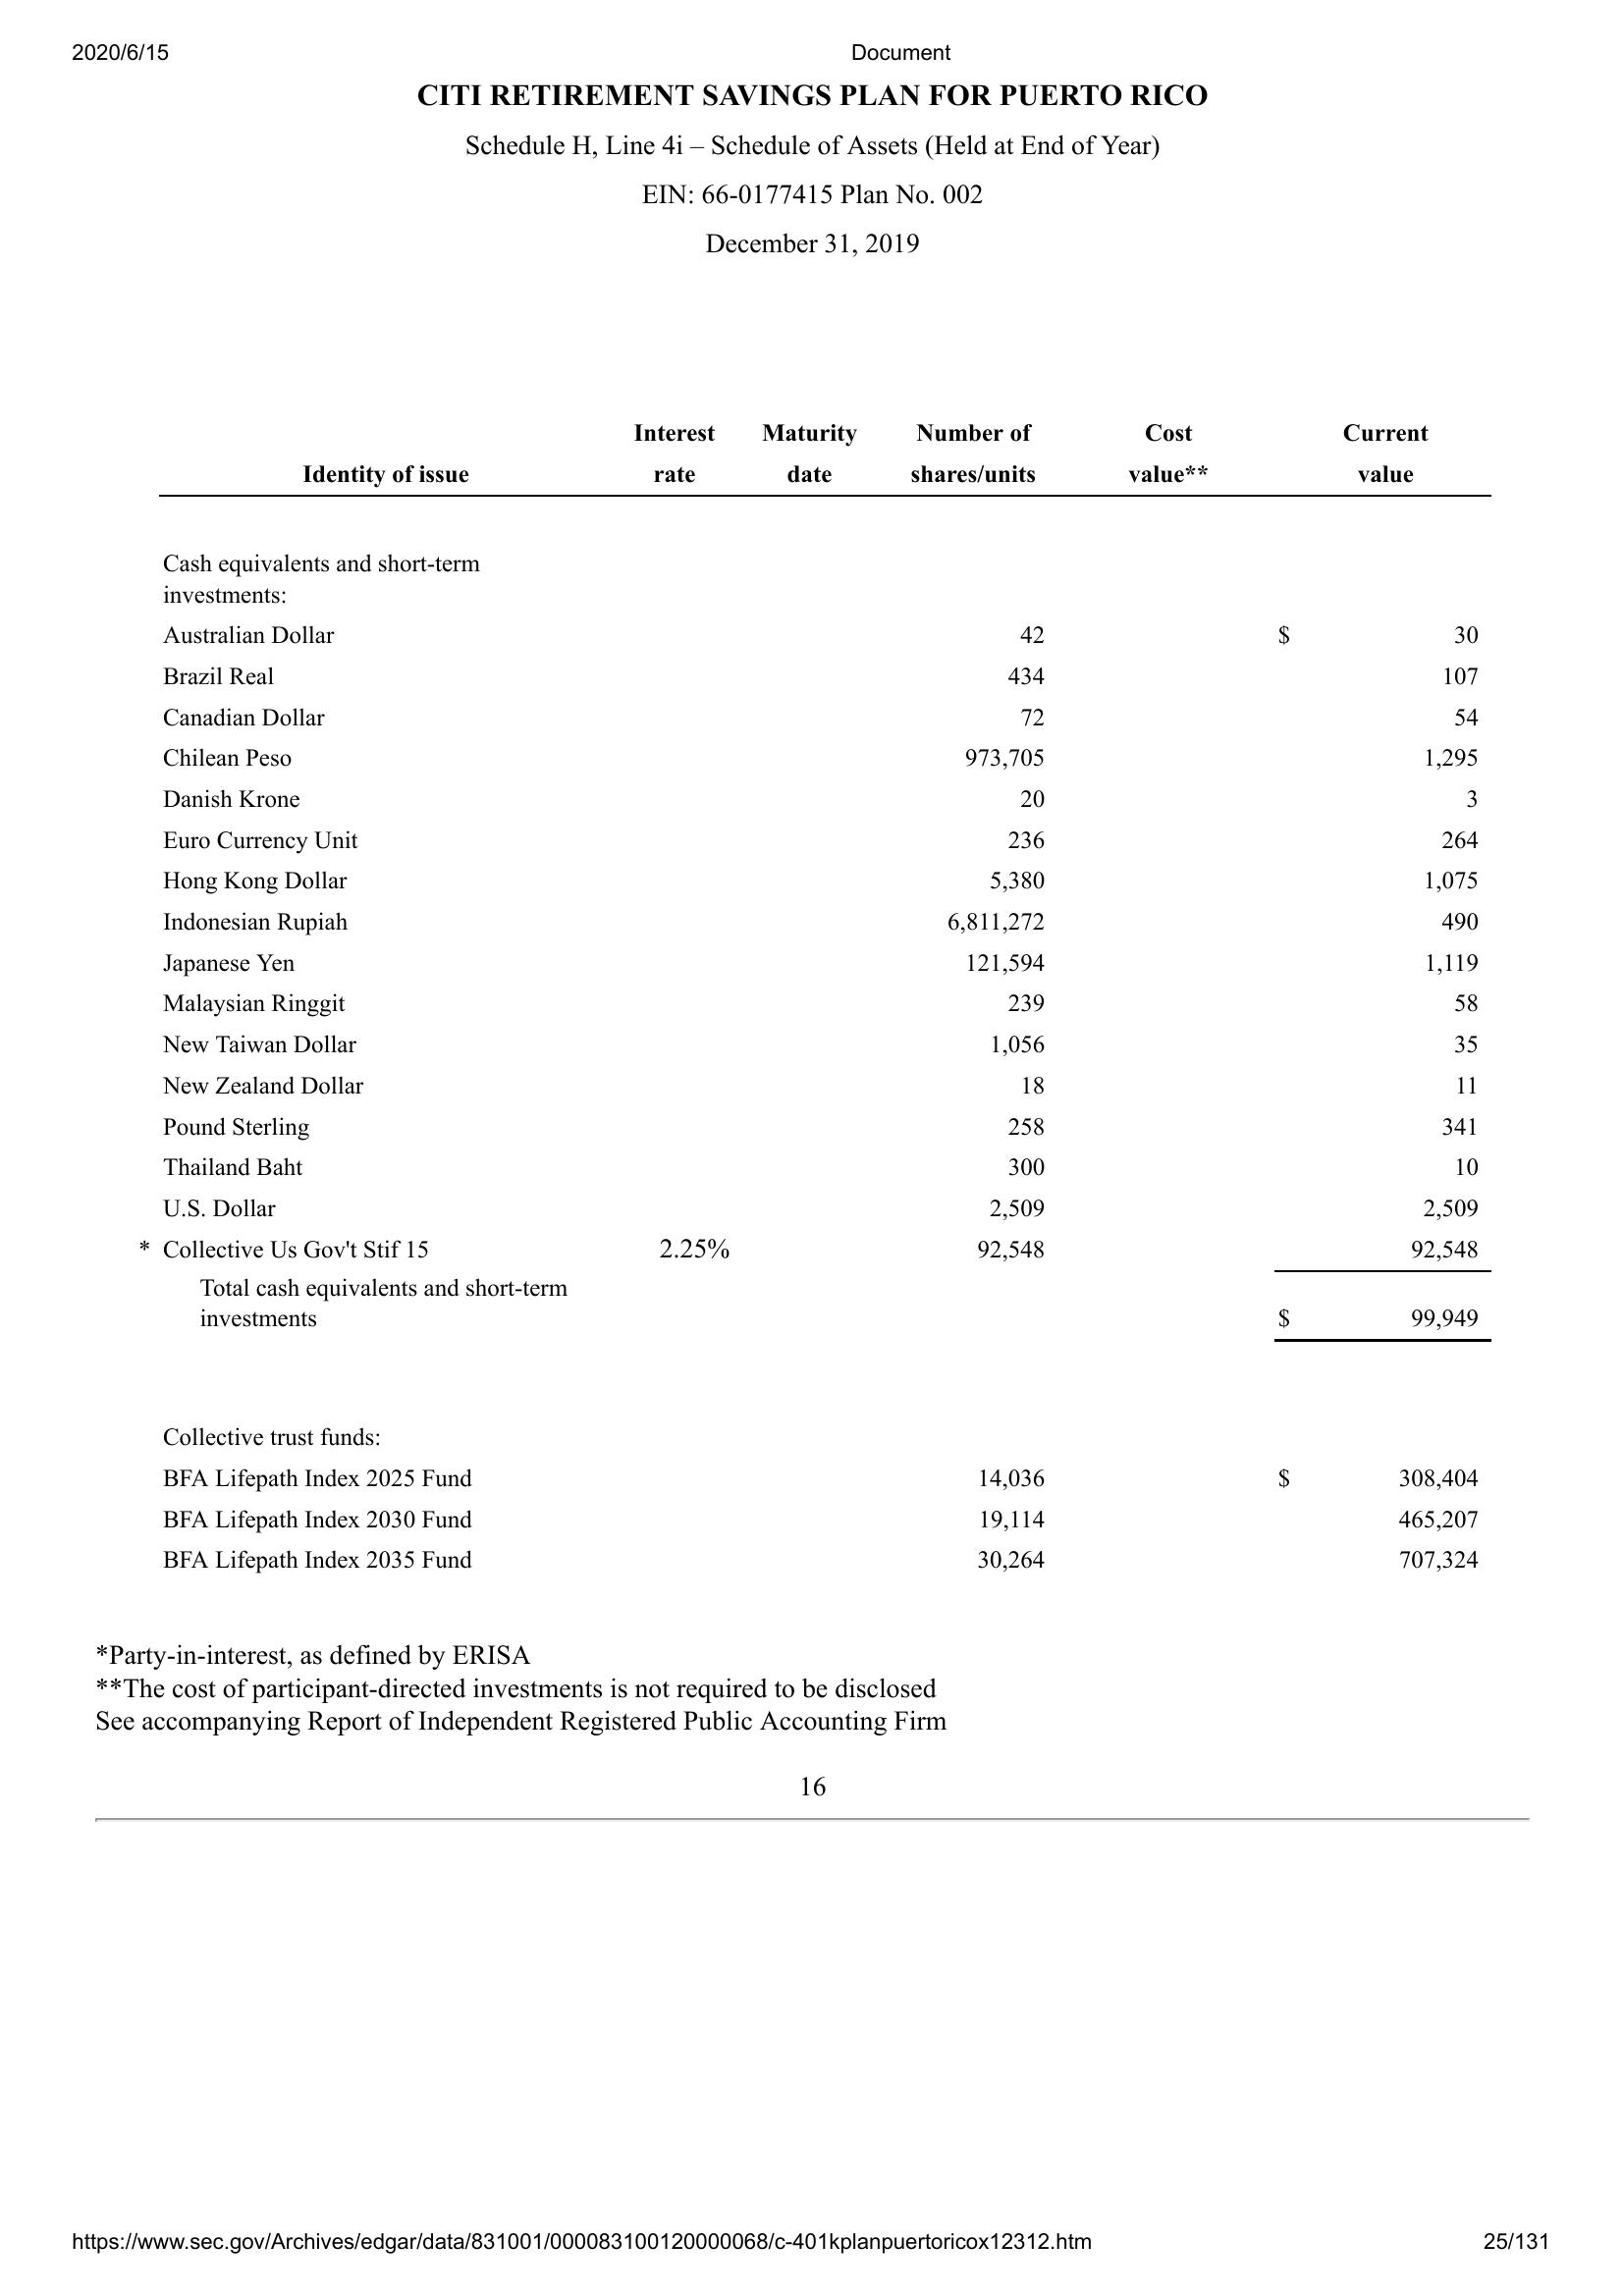 2020/6/15 Document
CITI RETIREMENT SAVINGS PLAN FOR PUERTO RICO
Schedule H, Line 4i – Schedule of Assets (Held at End of Year)
EIN: 66-0177415 Plan No. 002
December 31, 2019
Interest Maturity Number of Cost Current
Identity of issue rate date shares/units value** value
Cash equivalents and short-term
investments:
Australian Dollar 42 $ 30
Brazil Real 434 107
Canadian Dollar 72 54
Chilean Peso 973,705 1,295
Danish Krone 20 3
Euro Currency Unit 236 264
Hong Kong Dollar 5,380 1,075
Indonesian Rupiah 6,811,272 490
Japanese Yen 121,594 1,119
Malaysian Ringgit 239 58
New Taiwan Dollar 1,056 35
New Zealand Dollar 18 11
Pound Sterling 258 341
Thailand Baht 300 10
U.S. Dollar 2,509 2,509
* Collective Us Gov't Stif 15 2.25% 92,548 92,548
Total cash equivalents and short-term
investments $ 99,949
Collective trust funds:
BFA Lifepath Index 2025 Fund 14,036 $ 308,404
BFA Lifepath Index 2030 Fund 19,114 465,207
BFA Lifepath Index 2035 Fund 30,264 707,324
*Party-in-interest, as defined by ERISA
**The cost of participant-directed investments is not required to be disclosed
See accompanying Report of Independent Registered Public Accounting Firm
16
https://www.sec.gov/Archives/edgar/data/831001/000083100120000068/c-401kplanpuertoricox12312.htm 25/131